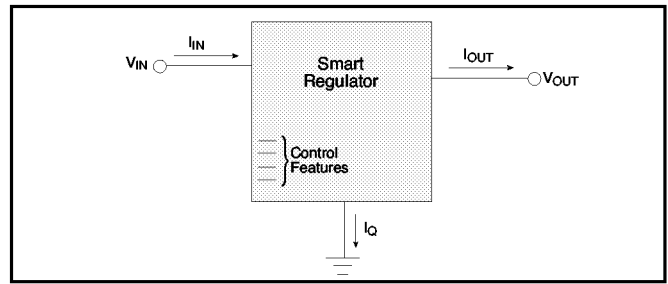 IIN
VIN
Smart
Regulator
IOUT
VOUT
Control
Features
IQ